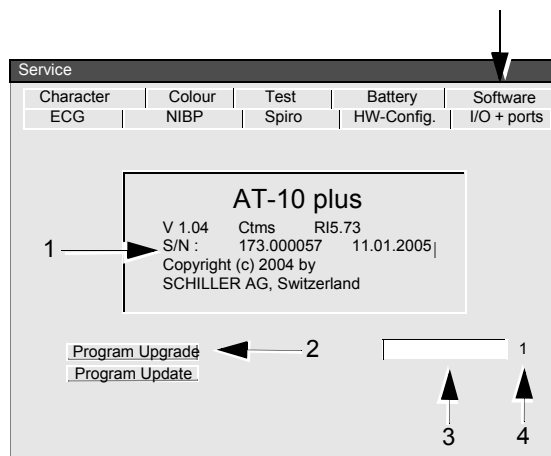 Service
Character Colour Test Battery Software
ECG NIBP Spiro HW-Config. I/O + ports
AT-10 plus
V 1.04 Ctms RI5.73
1 S/N : 173.000057 11.01.2005
Copyright (c) 2004 by
SCHILLER AG, Switzerland
Program Upgrade 2 1
Program Update
3 4